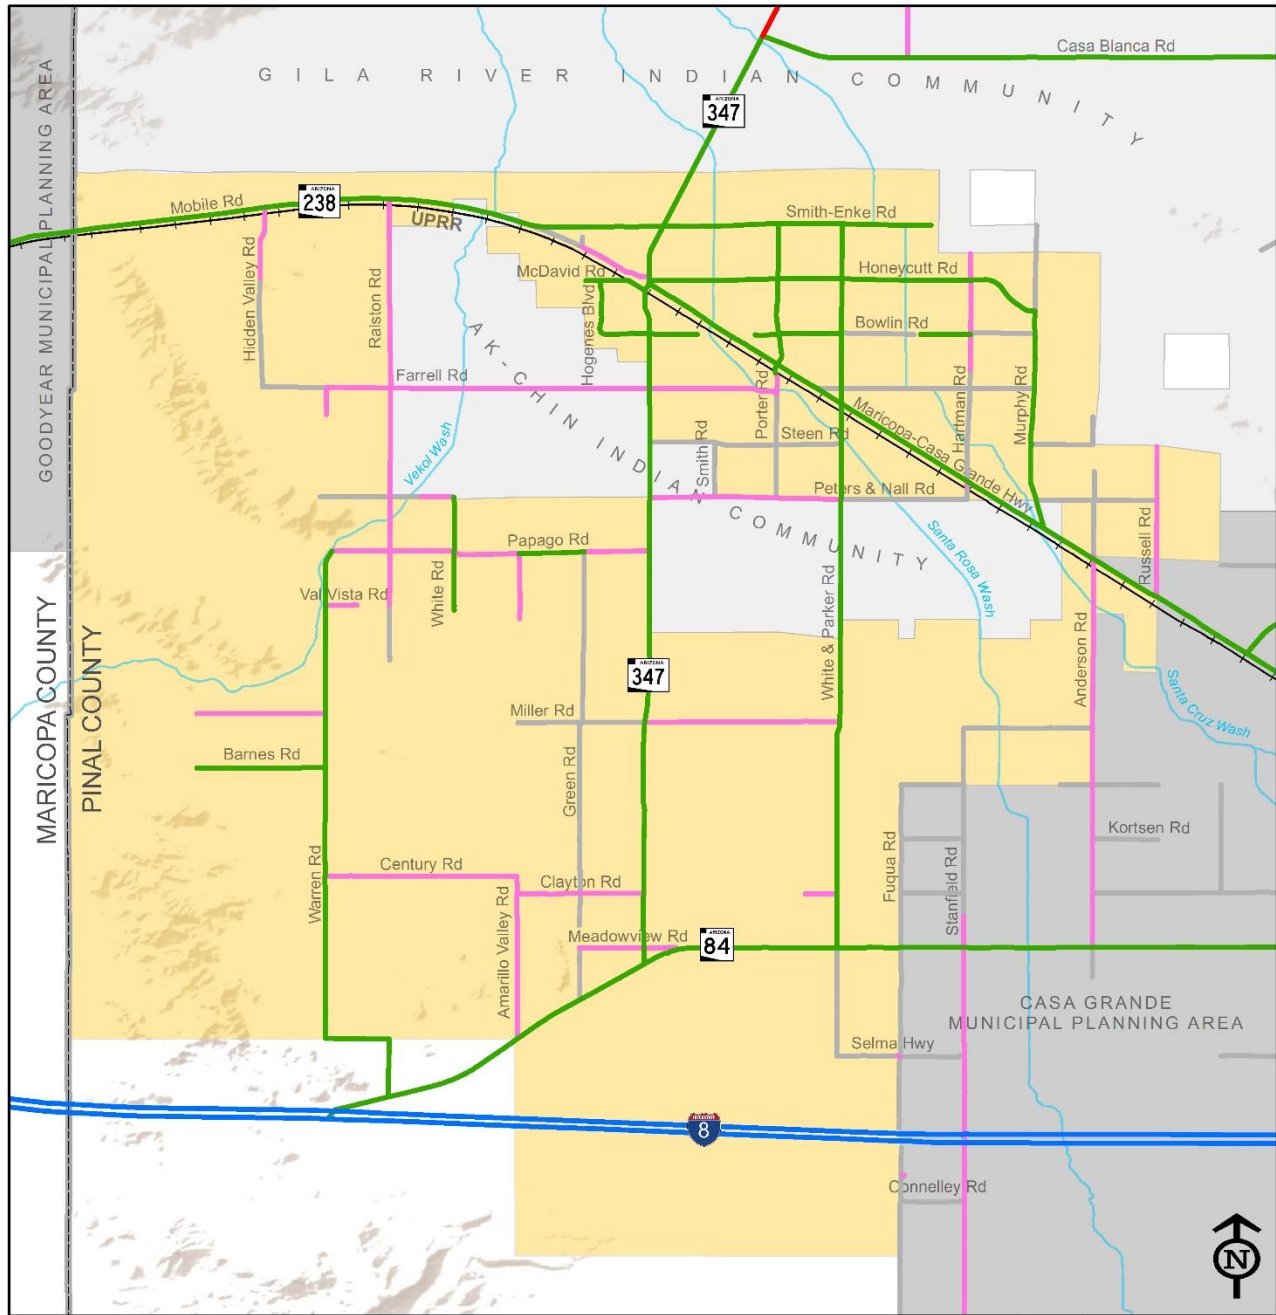 Casa Blanca Rd
GILA RIVER INDIAN COMMUNITY
GOODYEAR MUNICIPAL PLANNING AREA
ARIZONA
347
ARIZONA
238
Mobile Rd
UPRR
Smith-Enke Rd
McDavid Rd
Honeycutt Rd
Hidden Valley Rd
Ralston Rd
Hogenes Blvd
Bowlin Rd
AK-CHIN INDIAN COMMUNITY
Farrell Rd
Porter Rd
Hartman Rd
Murphy Rd
Maricopa-Casa Grande Hwy
Steen Rd
N Smith Rd
Vekol Wash
Peters & Nall Rd
Russell Rd
Papago Rd
Santa Rosa Wash
Val Vista Rd
White Rd
White & Parker Rd
Anderson Rd
MARICOPA COUNTY
PINAL COUNTY
ARIZONA
347
Santa Cruz Wash
Miller Rd
Barnes Rd
Green Rd
Kortsen Rd
Fuqua Rd
Stanfield Rd
Warren Rd
Century Rd
Clayton Rd
Amarillo Valley Rd
Meadowview Rd
ARIZONA
84
CASA GRANDE
MUNICIPAL PLANNING AREA
Selma Hwy
INTERSTATE
8
Connelley Rd
N